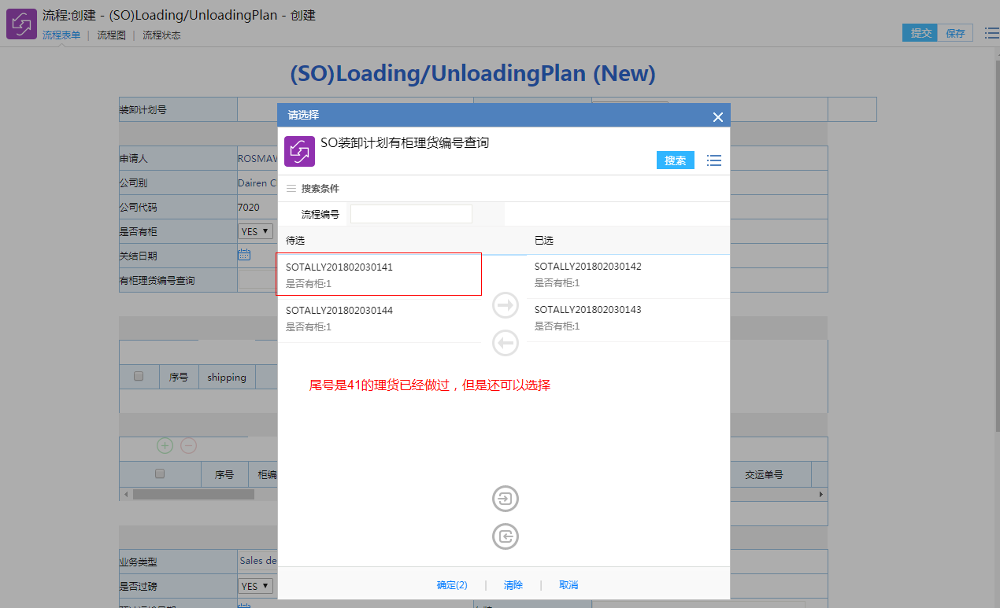 流程:创建 - (SO)Loading/UnloadingPlan - 创建
流程表单 | 流程图 | 流程状态
提交 保存
(SO)Loading/UnloadingPlan (New)
装卸计划号
请选择
SO装卸计划有柜理货编号查询
搜索
申请人 ROSMAW
公司别 Dairen C
搜索条件
公司代码 7020
流程编号
是否有柜 YES
待选 已选
关结日期
SOTALLY201802030141 SOTALLY201802030142
有柜理货编号查询
是否有柜:1 是否有柜:1
SOTALLY201802030144 SOTALLY201802030143
是否有柜:1 是否有柜:1
序号 shipping
尾号是41的理货已经做过，但是还可以选择
序号 柜编 交运单号
业务类型 Sales de
是否过磅 YES
确定(2) | 清除 | 取消